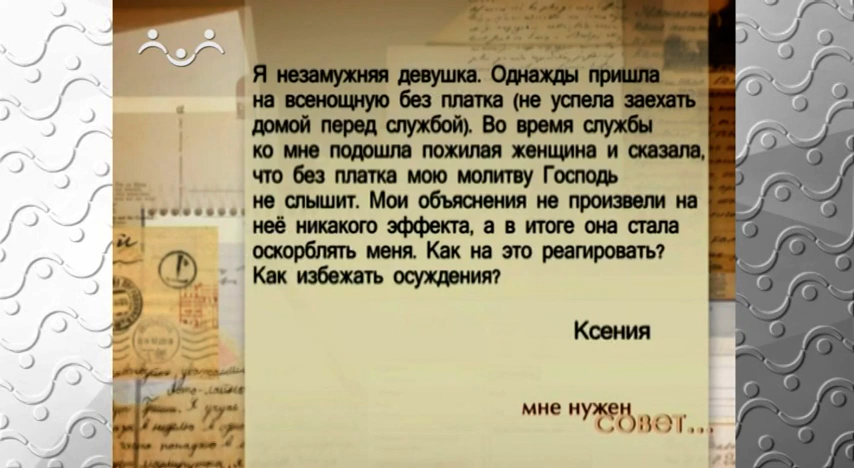 Я незамужняя девушка. Однажды пришла
на всенощную без платка (не успела заехать
домой перед службой). Во время службы
ко мне подошла пожилая женщина и сказала,
что без платка мою молитву Господь
не слышит. Мои объяснения не произвели на
неё никакого эффекта, а в итоге она стала
оскорблять меня. Как на это реагировать?
Как избежать осуждения?
Ксения
мне нужен
совет...